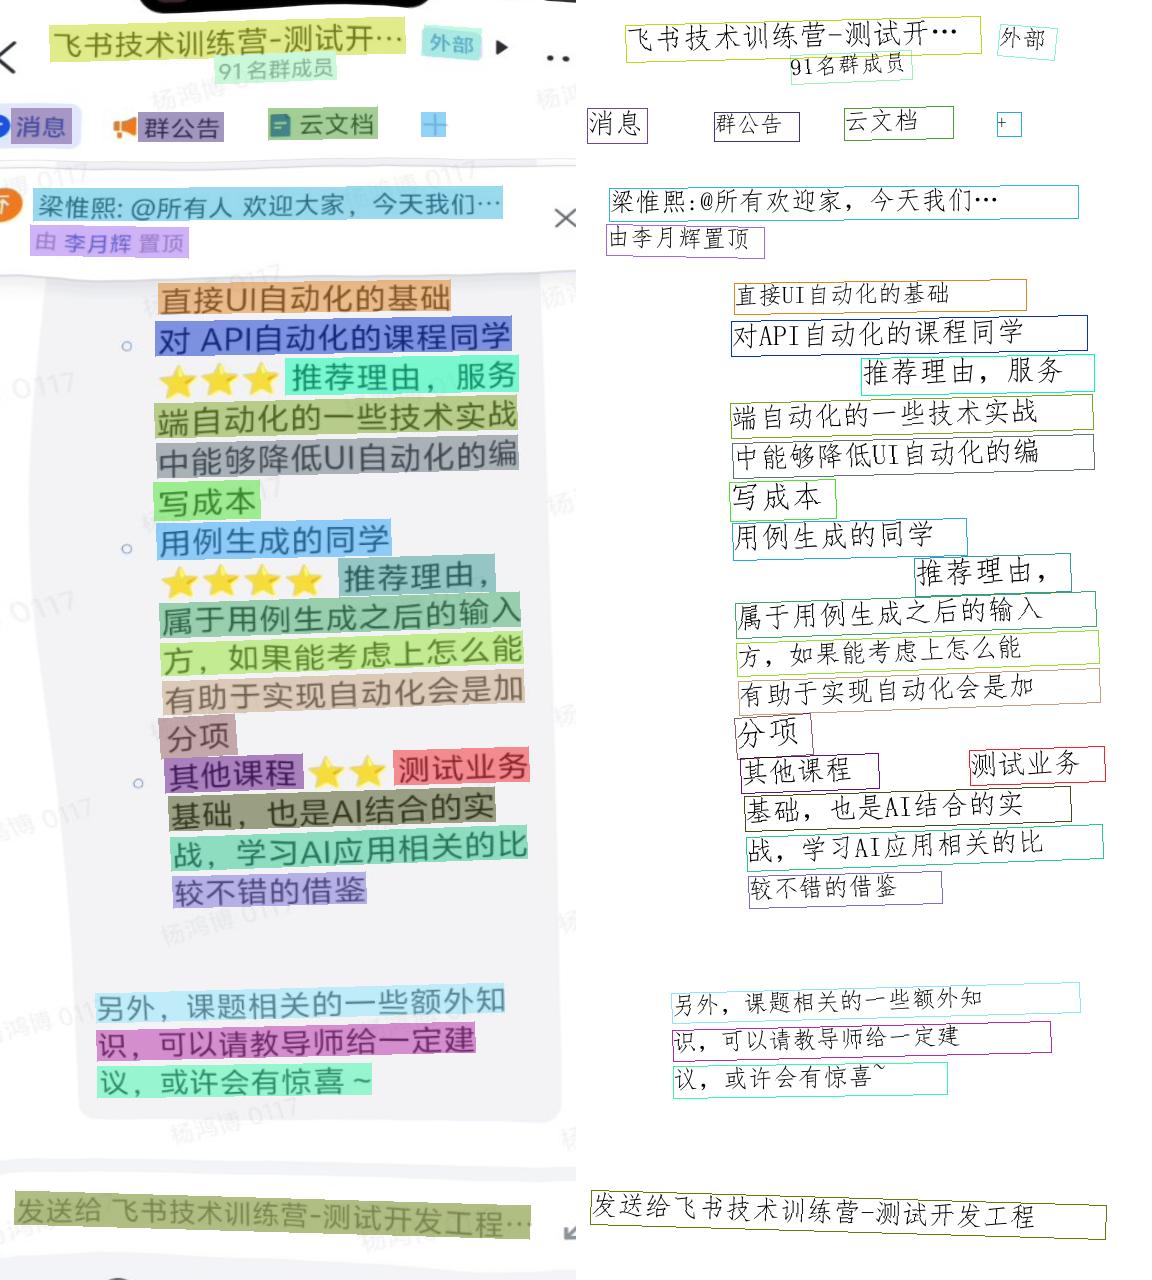 飞书技术训练营-测试开… 外部
91名群成员
消息 群公告 云文档 +
梁惟熙: @所有人 欢迎大家，今天我们…
由 李月辉 置顶
直接UI自动化的基础
对 API自动化的课程同学
⭐⭐⭐ 推荐理由，服务
端自动化的一些技术实战
中能够降低UI自动化的编
写成本
用例生成的同学
⭐⭐⭐⭐ 推荐理由，
属于用例生成之后的输入
方，如果能考虑上怎么能
有助于实现自动化会是加
分项
其他课程 ⭐⭐ 测试业务
基础，也是AI结合的实
战，学习AI应用相关的比
较不错的借鉴
另外，课题相关的一些额外知
识，可以请教导师给一定建
议，或许会有惊喜 ~
发送给 飞书技术训练营-测试开发工程…
杨鸿博 0117
飞书技术训练营-测试开… 外部
91名群成员
消息 群公告 云文档 +
梁惟熙:@所有欢迎家，今天我们…
由李月辉置顶
直接UI自动化的基础
对API自动化的课程同学
推荐理由，服务
端自动化的一些技术实战
中能够降低UI自动化的编
写成本
用例生成的同学
推荐理由，
属于用例生成之后的输入
方，如果能考虑上怎么能
有助于实现自动化会是加
分项
其他课程 测试业务
基础，也是AI结合的实
战，学习AI应用相关的比
较不错的借鉴
另外，课题相关的一些额外知
识，可以请教导师给一定建
议，或许会有惊喜~
发送给飞书技术训练营-测试开发工程